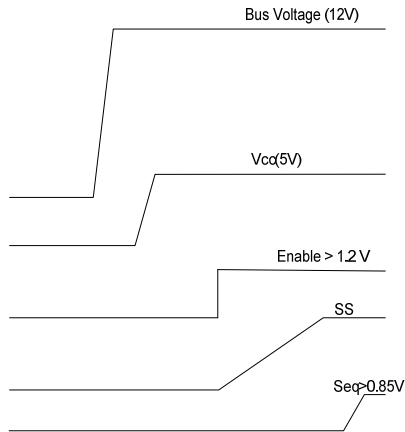 Bus Voltage (12V)
Vcc(5V)
Enable > 1.2 V
SS
Seq>0.85V